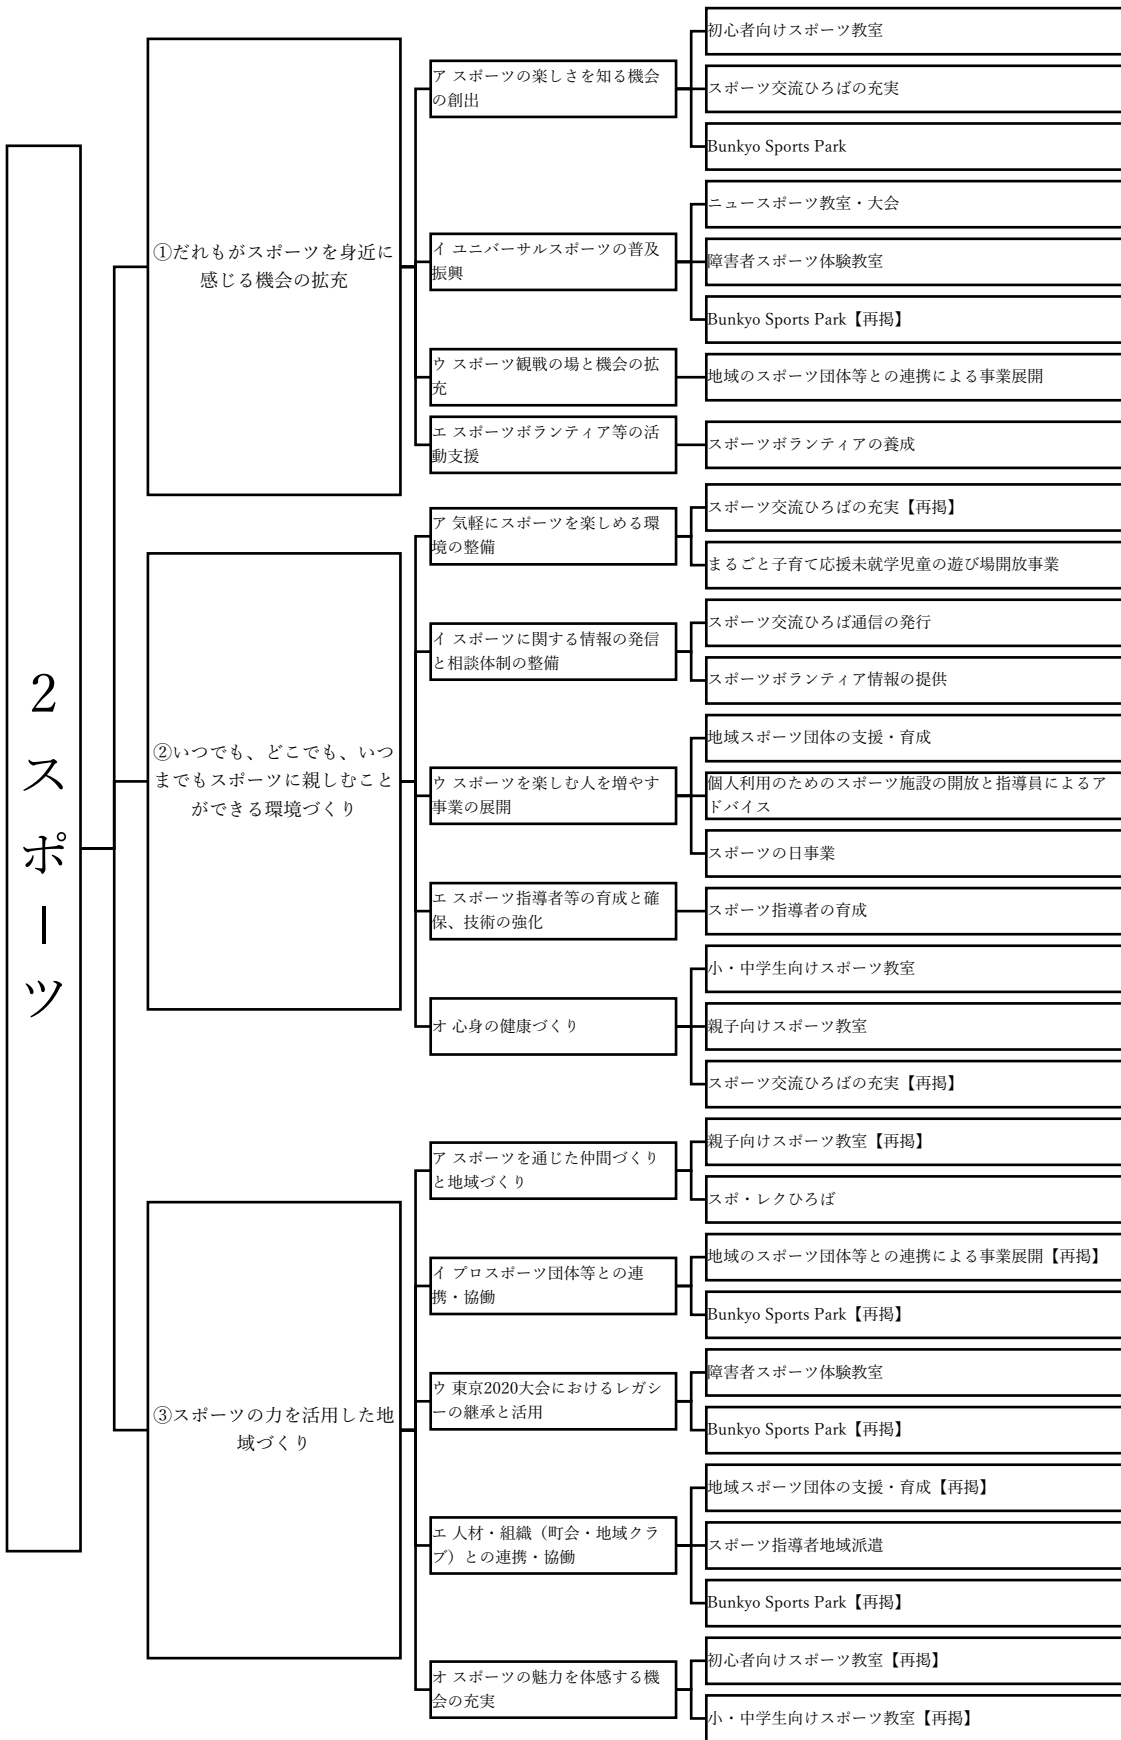 2スポーツ
①だれもがスポーツを身近に
感じる機会の拡充
ア スポーツの楽しさを知る機会
の創出
初心者向けスポーツ教室
スポーツ交流ひろばの充実
Bunkyo Sports Park
イ ユニバーサルスポーツの普及
振興
ニュースポーツ教室・大会
障害者スポーツ体験教室
Bunkyo Sports Park【再掲】
ウ スポーツ観戦の場と機会の拡
充
地域のスポーツ団体等との連携による事業展開
エ スポーツボランティア等の活
動支援
スポーツボランティアの養成
②いつでも、どこでも、いつ
までもスポーツに親しむこと
ができる環境づくり
ア 気軽にスポーツを楽しめる環
境の整備
スポーツ交流ひろばの充実【再掲】
まるごと子育て応援未就学児童の遊び場開放事業
イ スポーツに関する情報の発信
と相談体制の整備
スポーツ交流ひろば通信の発行
スポーツボランティア情報の提供
ウ スポーツを楽しむ人を増やす
事業の展開
地域スポーツ団体の支援・育成
個人利用のためのスポーツ施設の開放と指導員によるア
ドバイス
スポーツの日事業
エ スポーツ指導者等の育成と確
保、技術の強化
スポーツ指導者の育成
オ 心身の健康づくり
小・中学生向けスポーツ教室
親子向けスポーツ教室
スポーツ交流ひろばの充実【再掲】
③スポーツの力を活用した地
域づくり
ア スポーツを通じた仲間づくり
と地域づくり
親子向けスポーツ教室【再掲】
スポ・レクひろば
イ プロスポーツ団体等との連
携・協働
地域のスポーツ団体等との連携による事業展開【再掲】
Bunkyo Sports Park【再掲】
ウ 東京2020大会におけるレガシ
ーの継承と活用
障害者スポーツ体験教室
Bunkyo Sports Park【再掲】
エ 人材・組織（町会・地域クラ
ブ）との連携・協働
地域スポーツ団体の支援・育成【再掲】
スポーツ指導者地域派遣
Bunkyo Sports Park【再掲】
オ スポーツの魅力を体感する機
会の充実
初心者向けスポーツ教室【再掲】
小・中学生向けスポーツ教室【再掲】